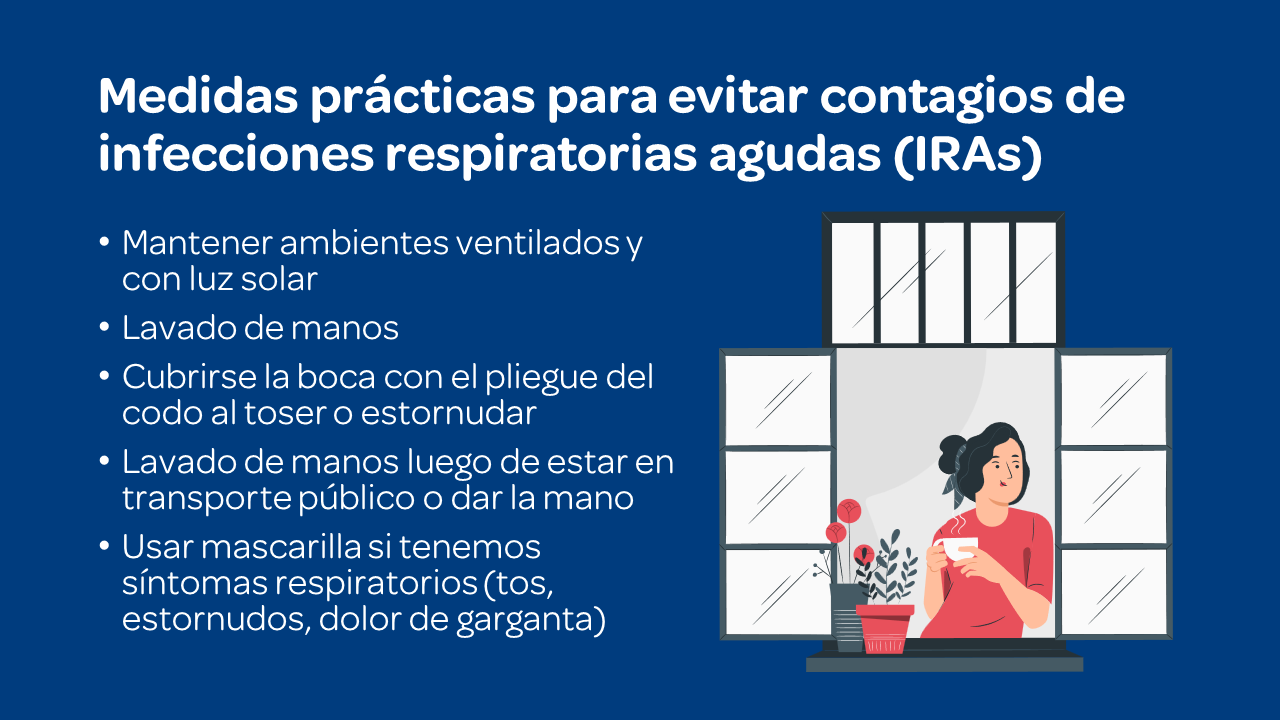 Medidas prácticas para evitar contagios de
infecciones respiratorias agudas (IRAs)
• Mantener ambientes ventilados y
con luz solar
• Lavado de manos
• Cubrirse la boca con el pliegue del
codo al toser o estornudar
• Lavado de manos luego de estar en
transporte público o dar la mano
• Usar mascarilla si tenemos
síntomas respiratorios (tos,
estornudos, dolor de garganta)